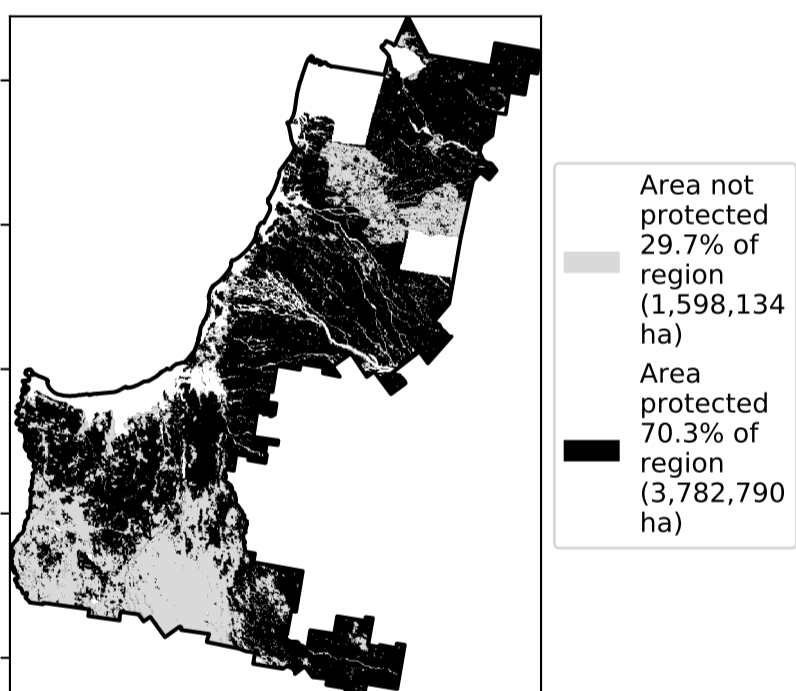 Area not
protected
29.7% of
region
(1,598,134
ha)
Area
protected
70.3% of
region
(3,782,790
ha)